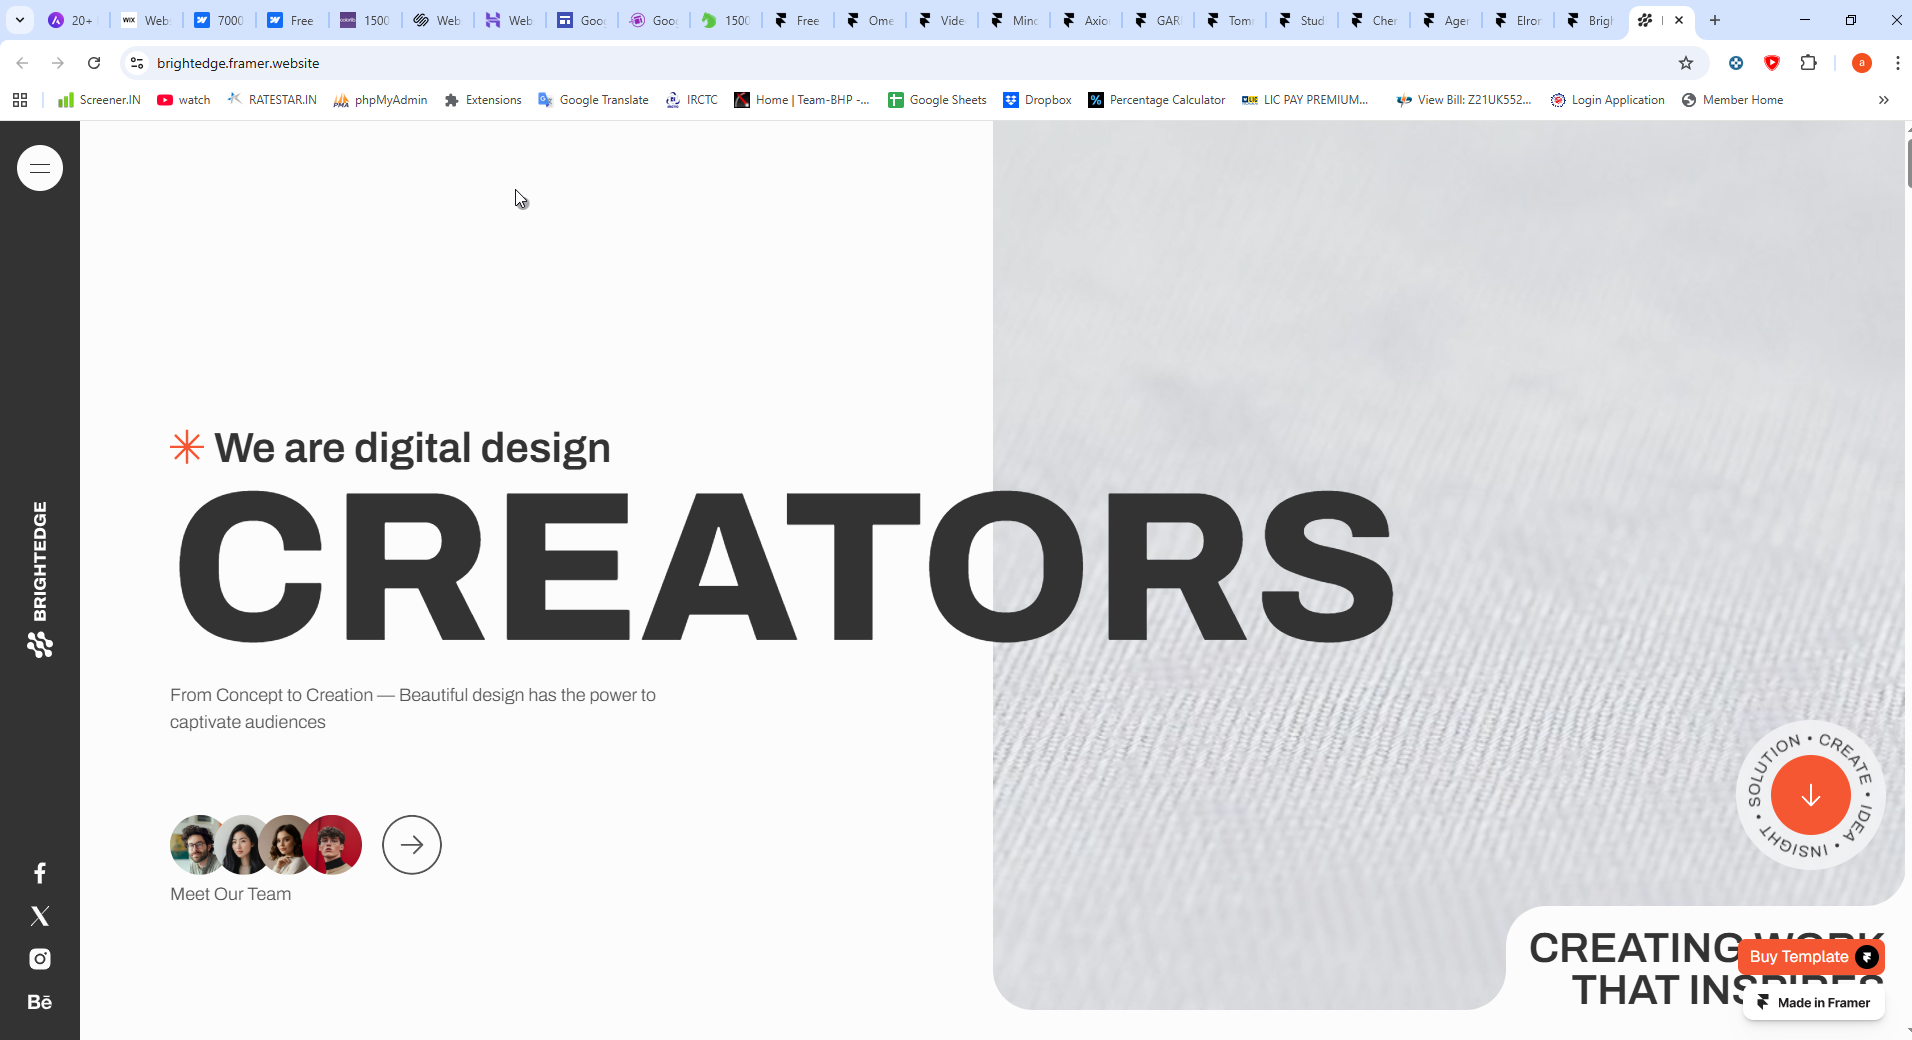 20+
Web
7000
Free
1500
Web
Web
Goo
Goo
1500
Free
Ome
Vide
Minc
Axio
GAR
Tom
Stud
Cher
Ager
Elror
Brigh
brightedge.framer.website
a
Screener.IN
watch
RATESTAR.IN
phpMyAdmin
Extensions
Google Translate
IRCTC
Home | Team-BHP -...
Google Sheets
Dropbox
Percentage Calculator
LIC PAY PREMIUM...
View Bill: Z21UK552...
Login Application
Member Home
BRIGHTEDGE
Bē
We are digital design
CREATORS
From Concept to Creation — Beautiful design has the power to
captivate audiences
Meet Our Team
SOLUTION • CREATE • IDEA • INSIGHT •
CREATING WORK
THAT INSPIRES
Buy Template
Made in Framer